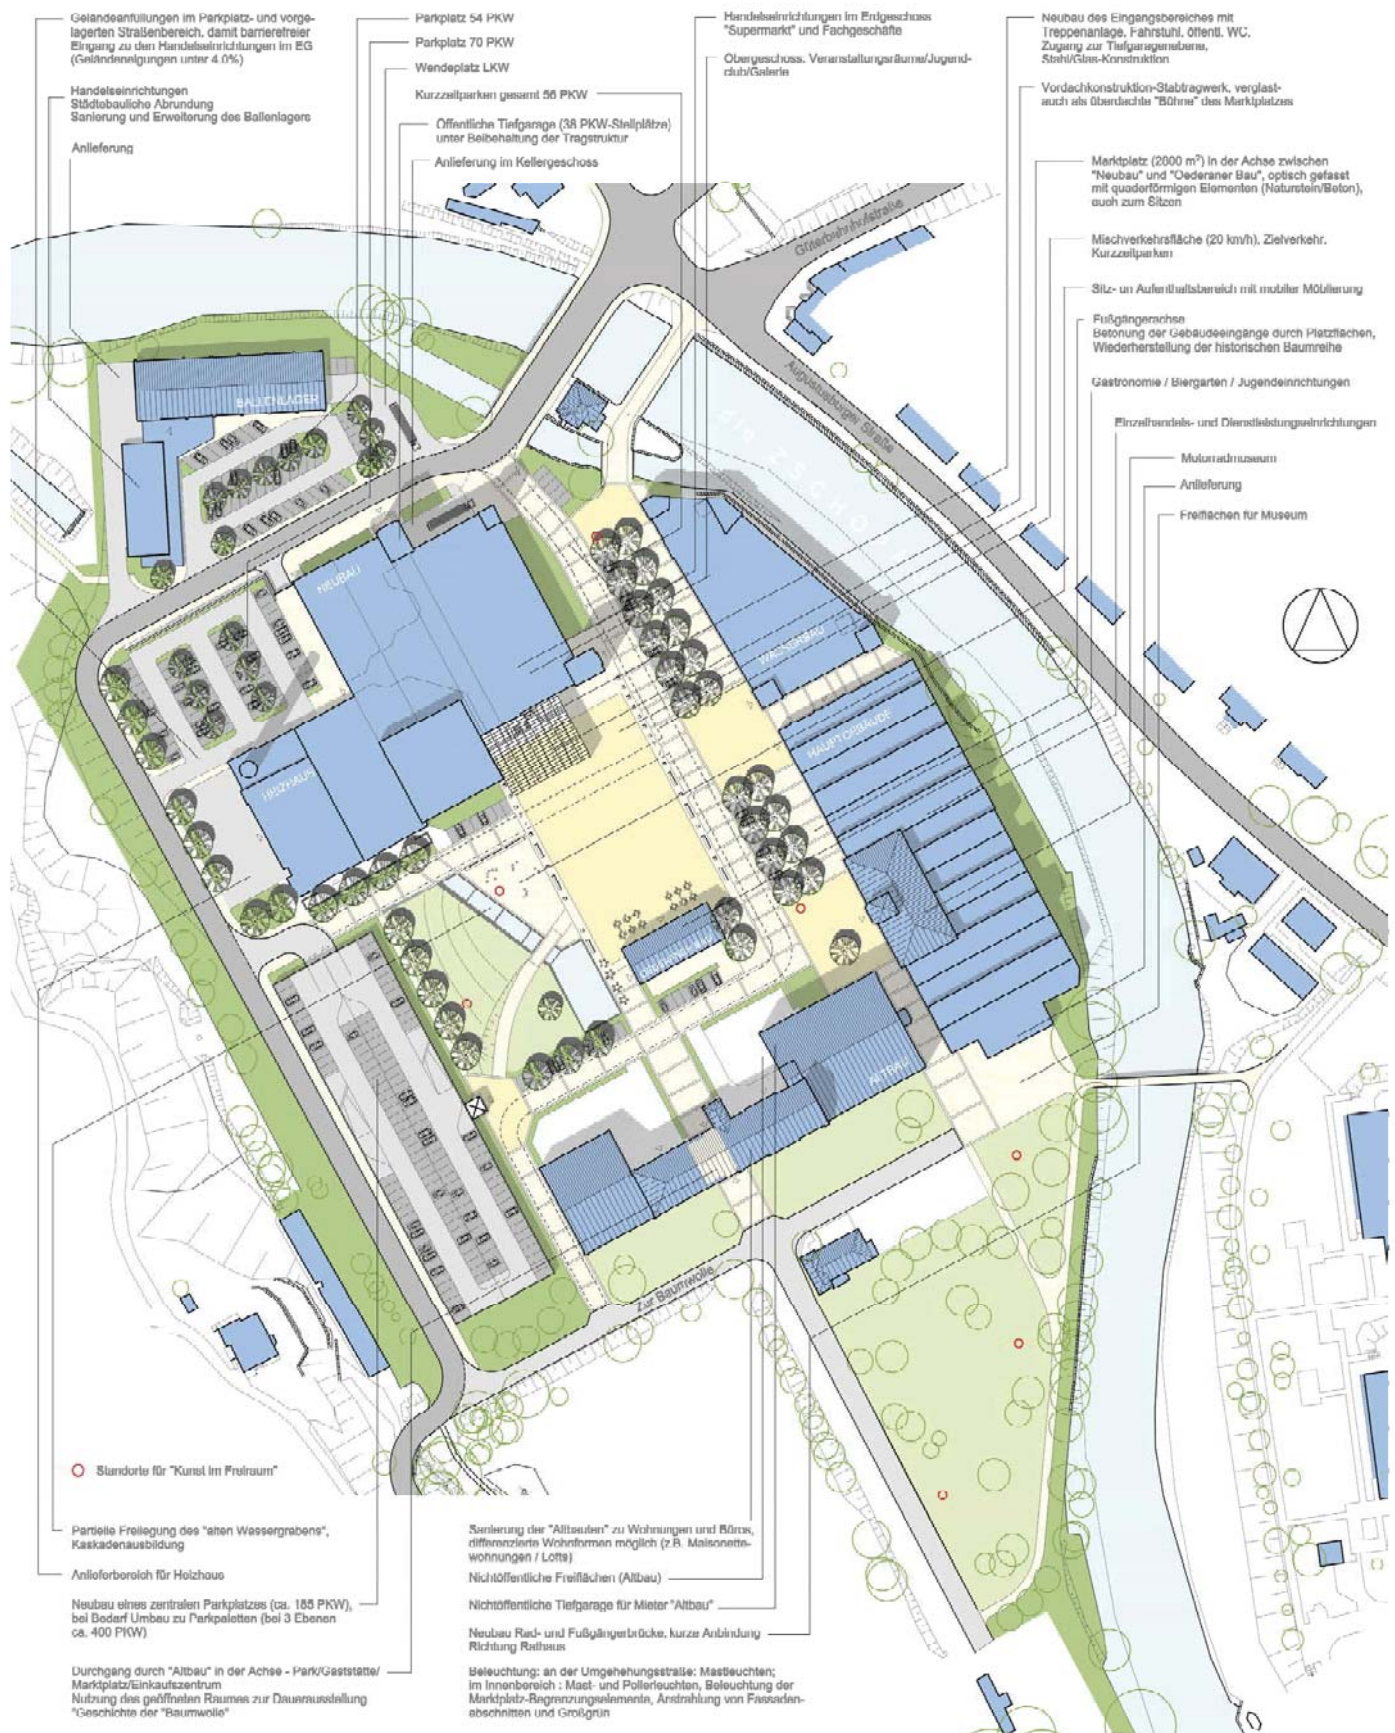 Geländeanfüllungen im Parkplatz- und vorge-
lagerten Straßenbereich, damit barrierefreier
Eingang zu den Handelseinrichtungen im EG
(Geländeneigungen unter 4.0%)
Handelseinrichtungen
Städtebauliche Abrundung
Sanierung und Erweiterung des Ballenlagers
Anlieferung
Parkplatz 54 PKW
Parkplatz 70 PKW
Wendeplatz LKW
Kurzzeitparken gesamt 56 PKW
Öffentliche Tiefgarage (38 PKW-Stellplätze)
unter Beibehaltung der Tragstruktur
Anlieferung im Kellergeschoss
Handelseinrichtungen im Erdgeschoss
"Supermarkt" und Fachgeschäfte
Obergeschoss. Veranstaltungsräume/Jugend-
club/Galerie
Neubau des Eingangsbereiches mit
Treppenanlage, Fahrstuhl, öffentl. WC.
Zugang zur Tiefgaragenebene,
Stahl/Glas-Konstruktion
Vordachkonstruktion-Stabtragwerk, verglast-
auch als überdachte "Bühne" des Marktplatzes
Marktplatz (2000 m²) in der Achse zwischen
"Neubau" und "Oederaner Bau", optisch gefasst
mit quaderförmigen Elementen (Naturstein/Beton),
auch zum Sitzen
Mischverkehrsfläche (20 km/h), Zielverkehr.
Kurzzeitparken
Sitz- un Aufenthaltsbereich mit mobiler Möblierung
Fußgängerachse
Betonung der Gebäudeeingänge durch Platzflächen,
Wiederherstellung der historischen Baumreihe
Gastronomie / Biergarten / Jugendeinrichtungen
Einzelhandels- und Dienstleistungseinrichtungen
Motorradmuseum
Anlieferung
Freiflächen für Museum
Güterbahnhofstraße
Augustusburger Straße
BALLENLAGER
NEUBAU
WASSERBAU
HAUPTGEBÄUDE
HEIZHAUS
ALTBAU
Zur Baumwolle
Standorte für "Kunst im Freiraum"
Partielle Freilegung des "alten Wassergrabens",
Kaskadenausbildung
Anlieferbereich für Heizhaus
Neubau eines zentralen Parkplatzes (ca. 185 PKW),
bei Bedarf Umbau zu Parkpaletten (bei 3 Ebenen
ca. 400 PKW)
Durchgang durch "Altbau" in der Achse - Park/Gaststätte/
Marktplatz/Einkaufszentrum
Nutzung des geöffneten Raumes zur Dauerausstellung
"Geschichte der "Baumwolle"
Sanierung der "Altbauten" zu Wohnungen und Büros,
differenzierte Wohnformen möglich (z.B. Maisonette-
wohnungen / Lofts)
Nichtöffentliche Freiflächen (Altbau)
Nichtöffentliche Tiefgarage für Mieter "Altbau"
Neubau Rad- und Fußgängerbrücke, kurze Anbindung
Richtung Rathaus
Beleuchtung: an der Umgehehungsstraße: Mastleuchten;
im Innenbereich : Mast- und Pollerleuchten, Beleuchtung der
Marktplatz-Begrenzungselemente, Anstrahlung von Fassaden-
abschnitten und Großgrün